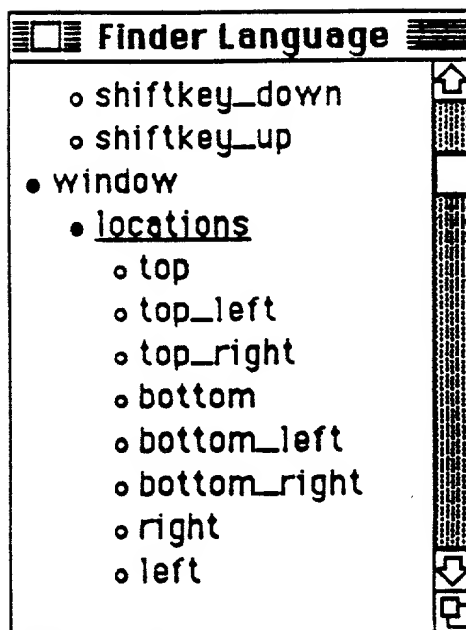 Finder Language
shiftkey_down
shiftkey_up
window
locations
top
top_left
top_right
bottom
bottom_left
bottom_right
right
left